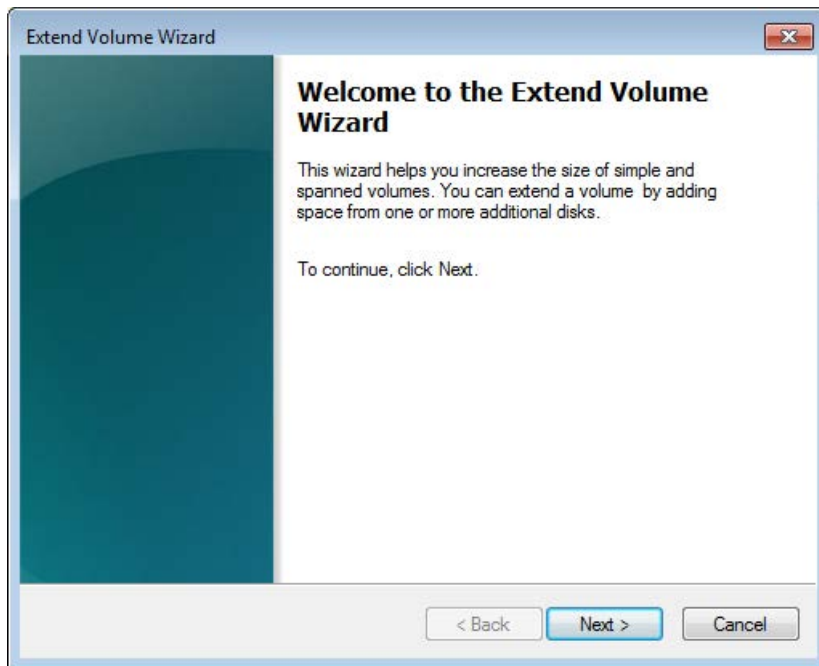 Extend Volume Wizard
Welcome to the Extend Volume
Wizard
This wizard helps you increase the size of simple and
spanned volumes. You can extend a volume  by adding
space from one or more additional disks.
To continue, click Next.
< Back
Next >
Cancel